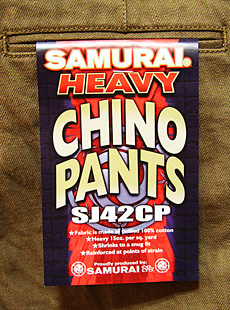 SAMURAI®
HEAVY
CHINO
PANTS
SJ42CP
★Fabric is made of twilled 100% cotton
★Heavy 15oz. per sq. yard
★Shrinks to a snug fit
★Reinforced at points of strain
Proudly produced by:
SAMURAI